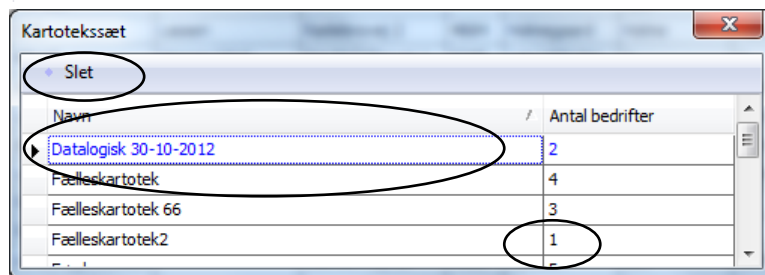 Kartotekssæt
Slet
Navn Antal bedrifter
Datalogisk 30-10-2012 2
Fælleskartotek 4
Fælleskartotek 66 3
Fælleskartotek2 1